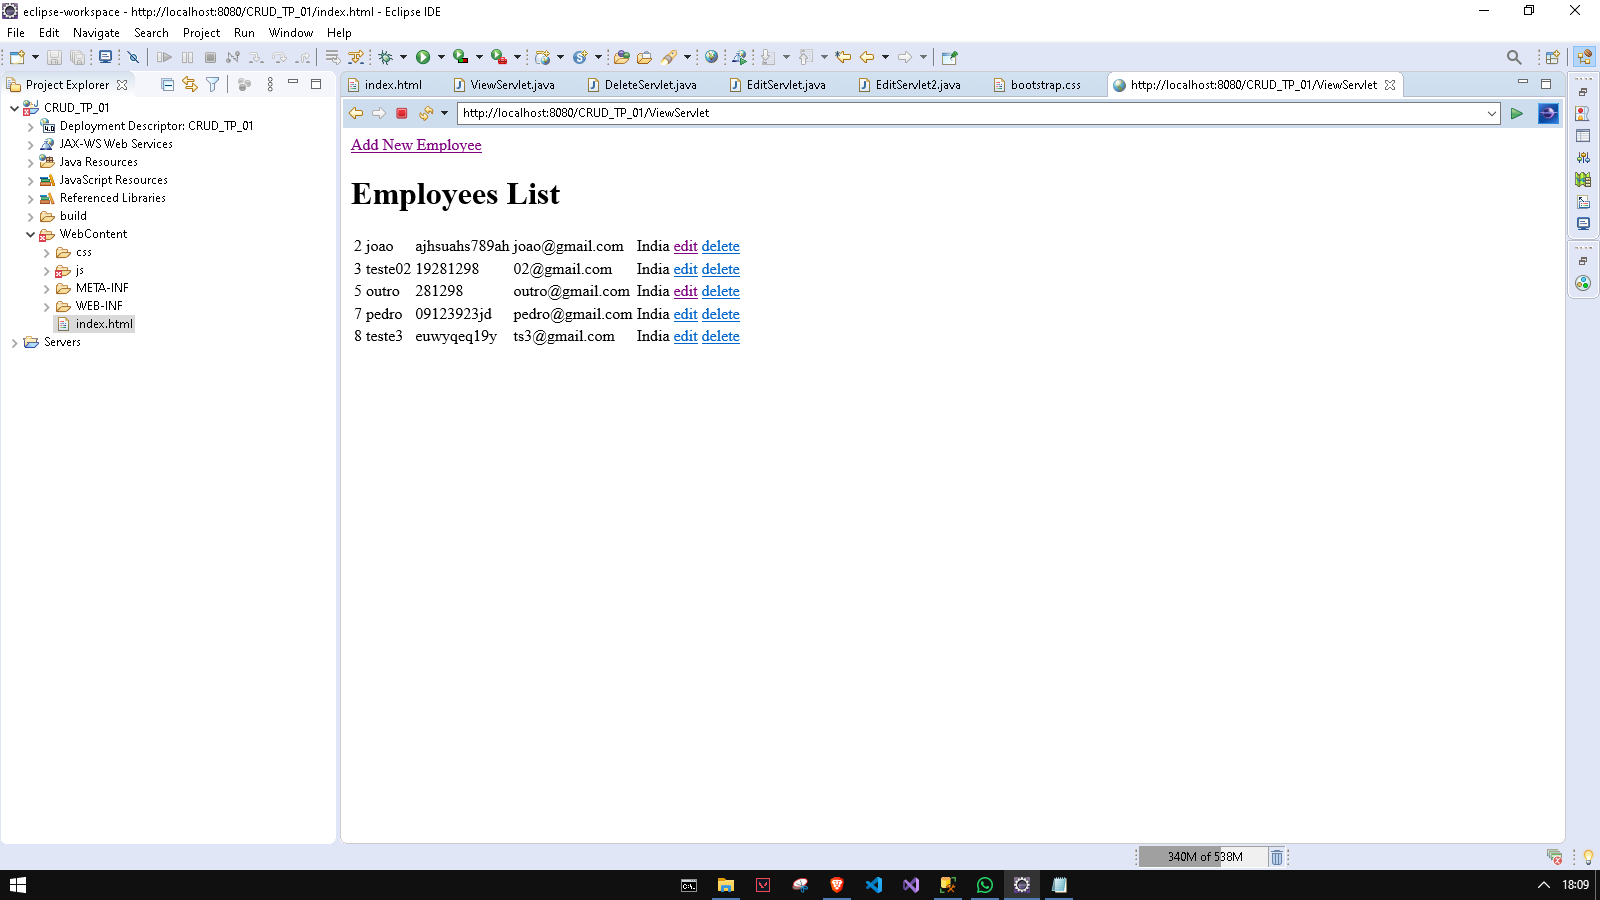 eclipse-workspace - http://localhost:8080/CRUD_TP_01/index.html - Eclipse IDE
File Edit Navigate Search Project Run Window Help
Project Explorer
index.html ViewServlet.java DeleteServlet.java EditServlet.java EditServlet2.java bootstrap.css http://localhost:8080/CRUD_TP_01/ViewServlet
http://localhost:8080/CRUD_TP_01/ViewServlet
CRUD_TP_01
Deployment Descriptor: CRUD_TP_01
JAX-WS Web Services
Java Resources
JavaScript Resources
Referenced Libraries
build
WebContent
css
js
META-INF
WEB-INF
index.html
Servers
Add New Employee
Employees List
2 joao ajhsuahs789ah joao@gmail.com India edit delete
3 teste02 19281298 02@gmail.com India edit delete
5 outro 281298 outro@gmail.com India edit delete
7 pedro 09123923jd pedro@gmail.com India edit delete
8 teste3 euwyqeq19y ts3@gmail.com India edit delete
340M of 538M
18:09